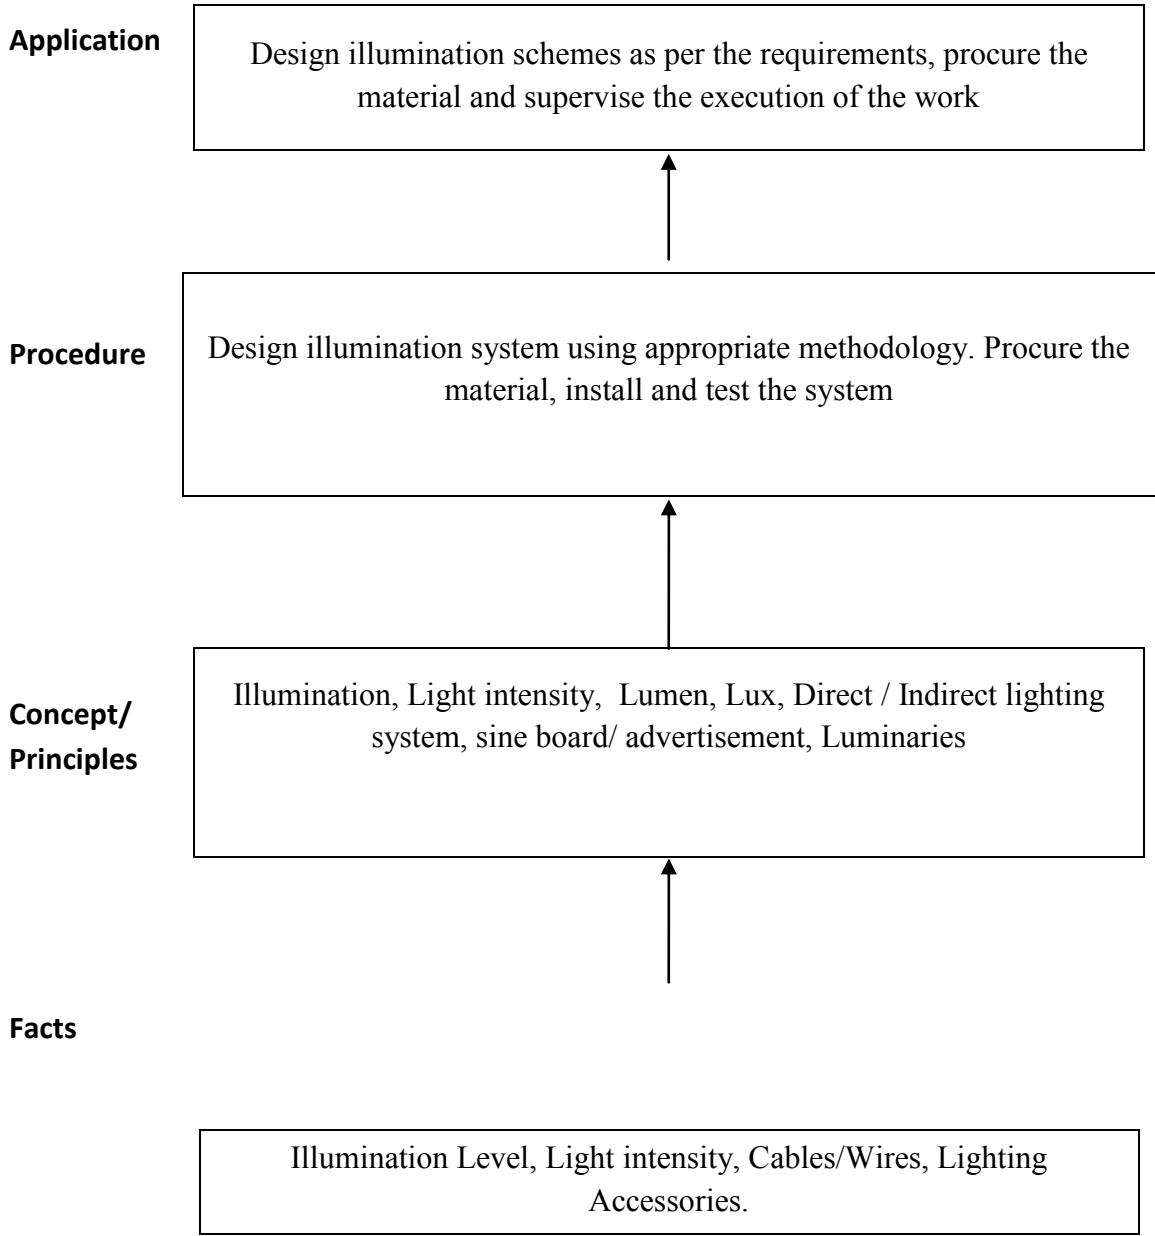 Application
Design illumination schemes as per the requirements, procure the
material and supervise the execution of the work
Procedure
Design illumination system using appropriate methodology. Procure the
material, install and test the system
Concept/
Principles
Illumination, Light intensity,  Lumen, Lux, Direct / Indirect lighting
system, sine board/ advertisement, Luminaries
Facts
Illumination Level, Light intensity, Cables/Wires, Lighting
Accessories.